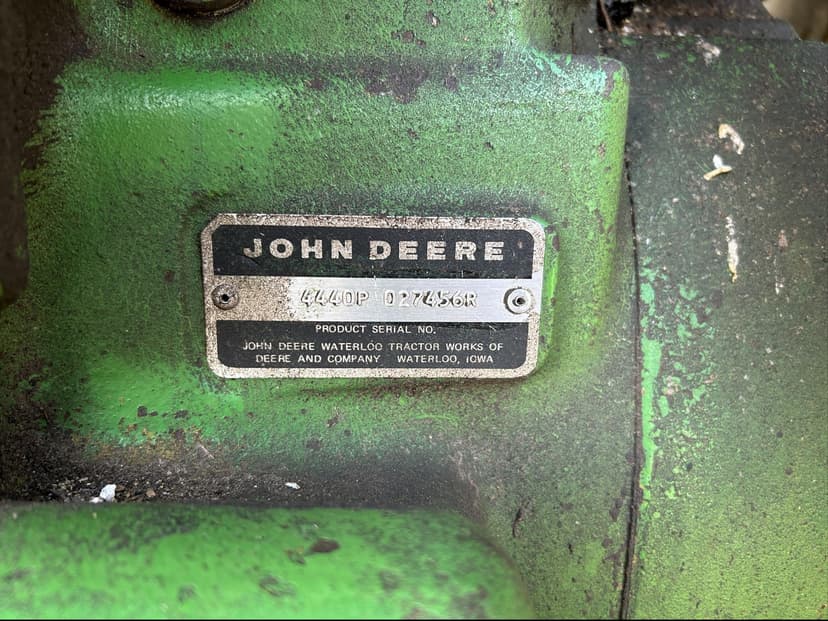 JOHN DEERE
4440P 027456R
PRODUCT SERIAL NO.
JOHN DEERE WATERLOO TRACTOR WORKS OF
DEERE AND COMPANY WATERLOO, IOWA